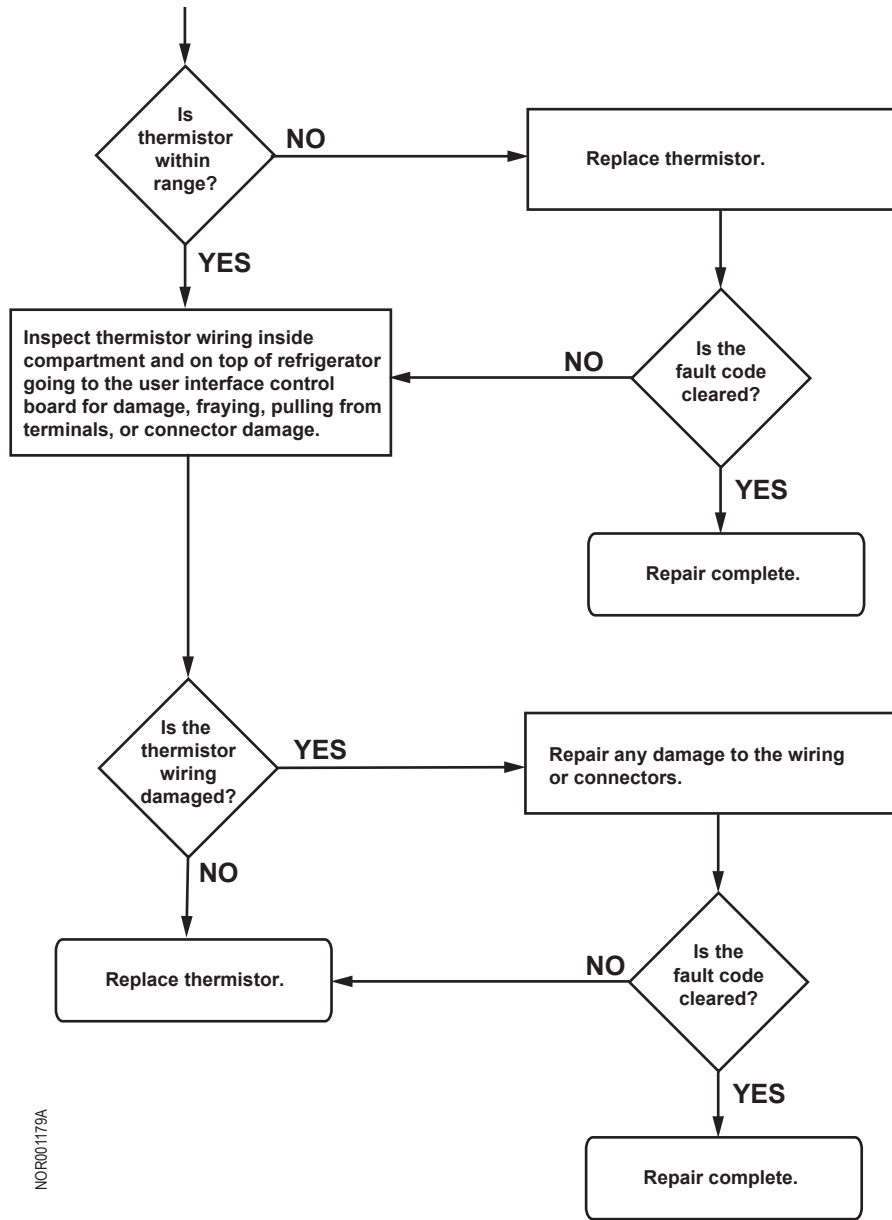 Is
thermistor
within
range?
NO
Replace thermistor.
YES
Inspect thermistor wiring inside
compartment and on top of refrigerator
going to the user interface control
board for damage, fraying, pulling from
terminals, or connector damage.
NO
Is the
fault code
cleared?
YES
Repair complete.
Is the
thermistor
wiring
damaged?
YES
Repair any damage to the wiring
or connectors.
NO
Replace thermistor.
NO
Is the
fault code
cleared?
YES
Repair complete.
NOR001179A